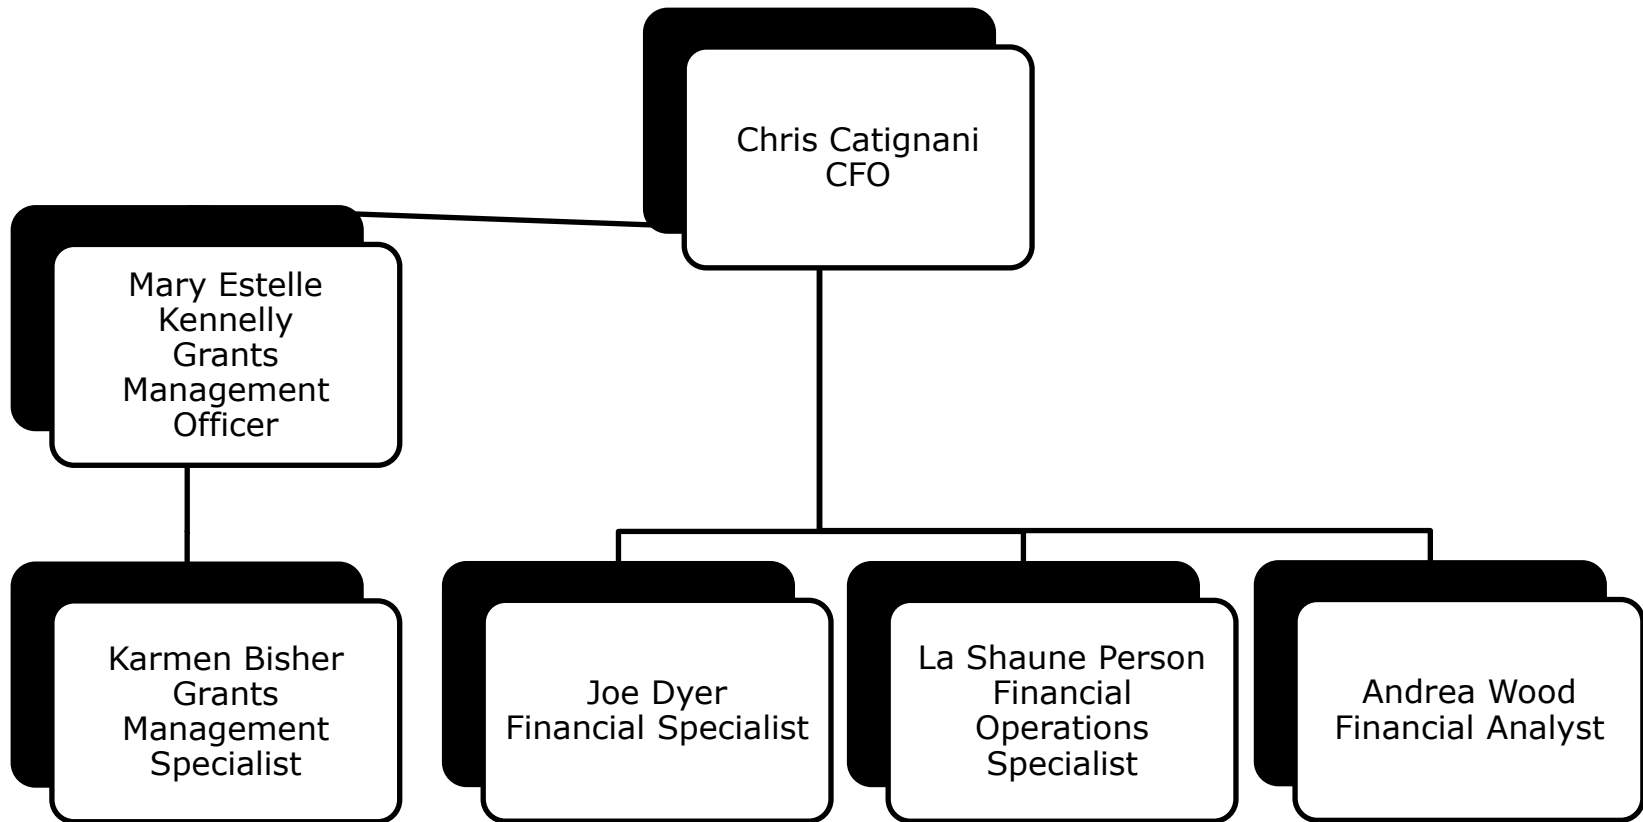 Chris Catignani
CFO
Mary Estelle
Kennelly
Grants
Management
Officer
Karmen Bisher
Grants
Management
Specialist
Joe Dyer
Financial Specialist
La Shaune Person
Financial
Operations
Specialist
Andrea Wood
Financial Analyst